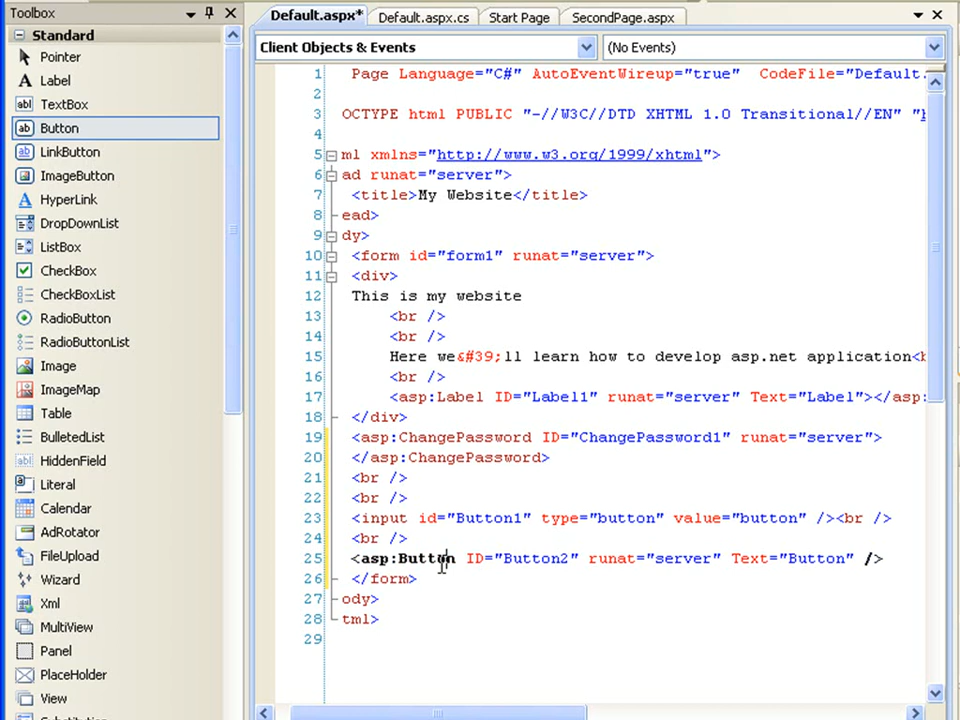 Toolbox
Standard
Pointer
Label
TextBox
Button
LinkButton
ImageButton
HyperLink
DropDownList
ListBox
CheckBox
CheckBoxList
RadioButton
RadioButtonList
Image
ImageMap
Table
BulletedList
HiddenField
Literal
Calendar
AdRotator
FileUpload
Wizard
Xml
MultiView
Panel
PlaceHolder
View
Default.aspx* Default.aspx.cs Start Page SecondPage.aspx
Client Objects & Events (No Events)
1 Page Language="C#" AutoEventWireup="true" CodeFile="Default.
2
3 OCTYPE html PUBLIC "-//W3C//DTD XHTML 1.0 Transitional//EN" "h
4
5 ml xmlns="http://www.w3.org/1999/xhtml">
6 ad runat="server">
7 <title>My Website</title>
8 ead>
9 dy>
10 <form id="form1" runat="server">
11 <div>
12 This is my website
13 <br />
14 <br />
15 Here we&#39;ll learn how to develop asp.net application<b
16 <br />
17 <asp:Label ID="Label1" runat="server" Text="Label"></asp:
18 </div>
19 <asp:ChangePassword ID="ChangePassword1" runat="server">
20 </asp:ChangePassword>
21 <br />
22 <br />
23 <input id="Button1" type="button" value="button" /><br />
24 <br />
25 <asp:Button ID="Button2" runat="server" Text="Button" />
26 </form>
27 ody>
28 tml>
29